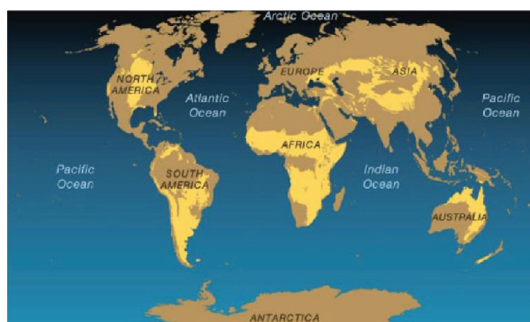 Arctic Ocean
NORTH
AMERICA
EUROPE
ASIA
Atlantic
Ocean
Pacific
Ocean
AFRICA
Pacific
Ocean
SOUTH
AMERICA
Indian
Ocean
AUSTRALIA
ANTARCTICA